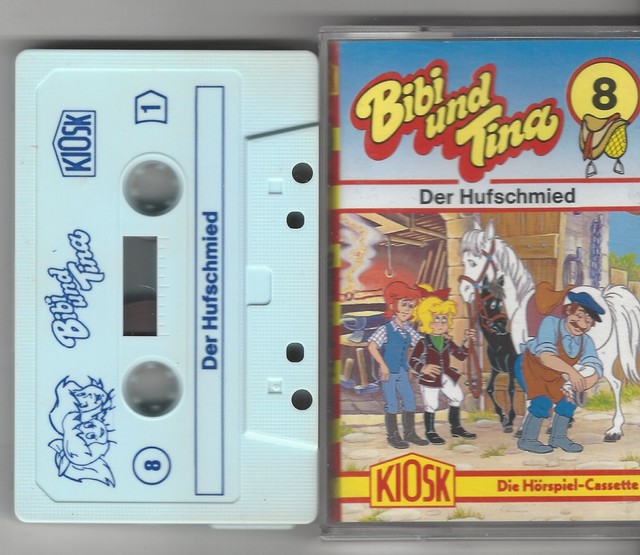 KIOSK
1
Bibi
und
Tina
8
Der Hufschmied
Bibi
und
Tina
8
Der Hufschmied
KIOSK
Die Hörspiel-Cassette